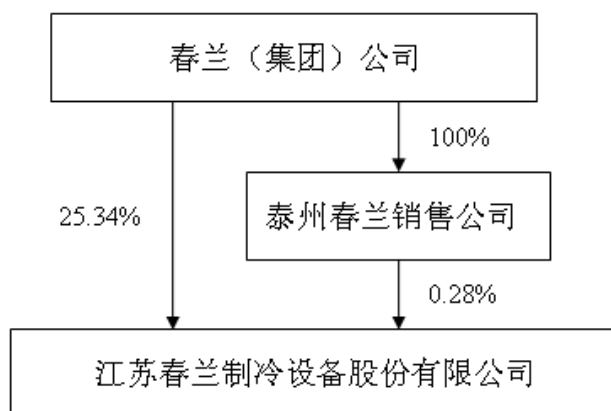 春兰（集团）公司
100%
25.34%
泰州春兰销售公司
0.28%
江苏春兰制冷设备股份有限公司